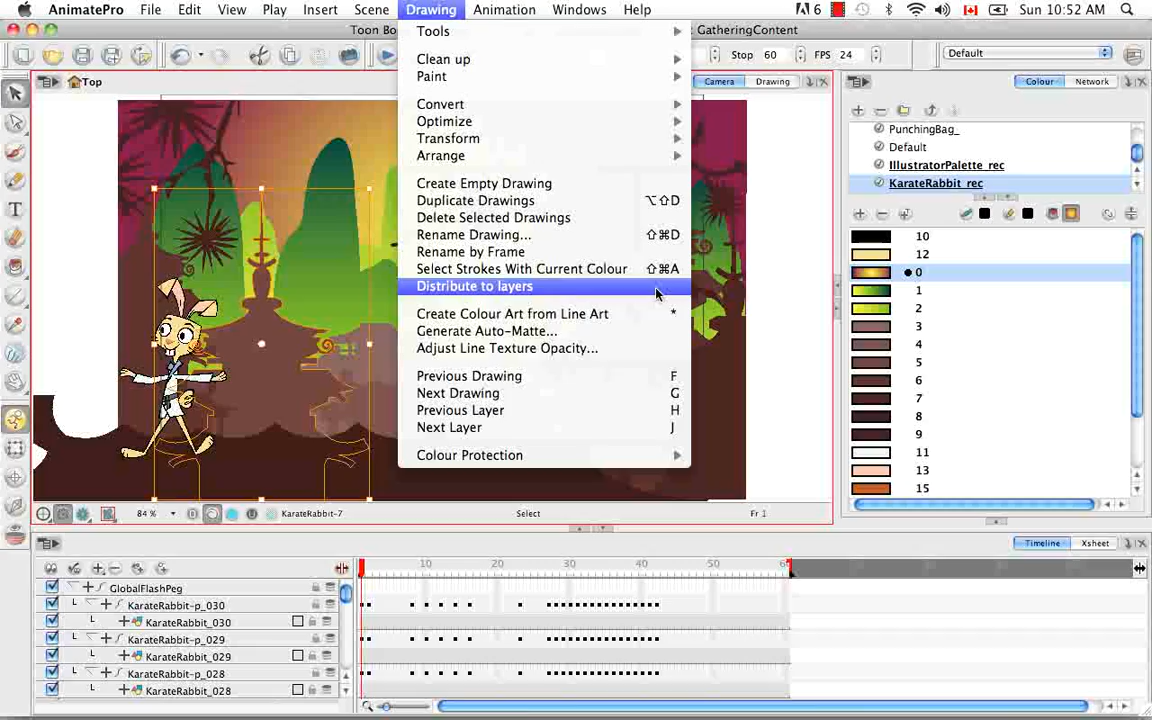 AnimatePro File Edit View Play Insert Scene Drawing Animation Windows Help 6 Sun 10:52 AM
Toon Bo GatheringContent
Stop 60 FPS 24 Default
Top
Camera Drawing
Colour Network
Tools
Clean up
Paint
Convert
Optimize
Transform
Arrange
Create Empty Drawing
Duplicate Drawings ⌥⇧D
Delete Selected Drawings
Rename Drawing... ⇧⌘D
Rename by Frame
Select Strokes With Current Colour ⇧⌘A
Distribute to layers
Create Colour Art from Line Art *
Generate Auto-Matte...
Adjust Line Texture Opacity...
Previous Drawing F
Next Drawing G
Previous Layer H
Next Layer J
Colour Protection
PunchingBag_
Default
IllustratorPalette_rec
KarateRabbit_rec
10
12
0
1
2
3
4
5
6
7
8
9
11
13
15
84 % KarateRabbit-7 Select Fr 1
Timeline Xsheet
10 20 30 40 50 6
GlobalFlashPeg
KarateRabbit-p_030
KarateRabbit_030
KarateRabbit-p_029
KarateRabbit_029
KarateRabbit-p_028
KarateRabbit_028